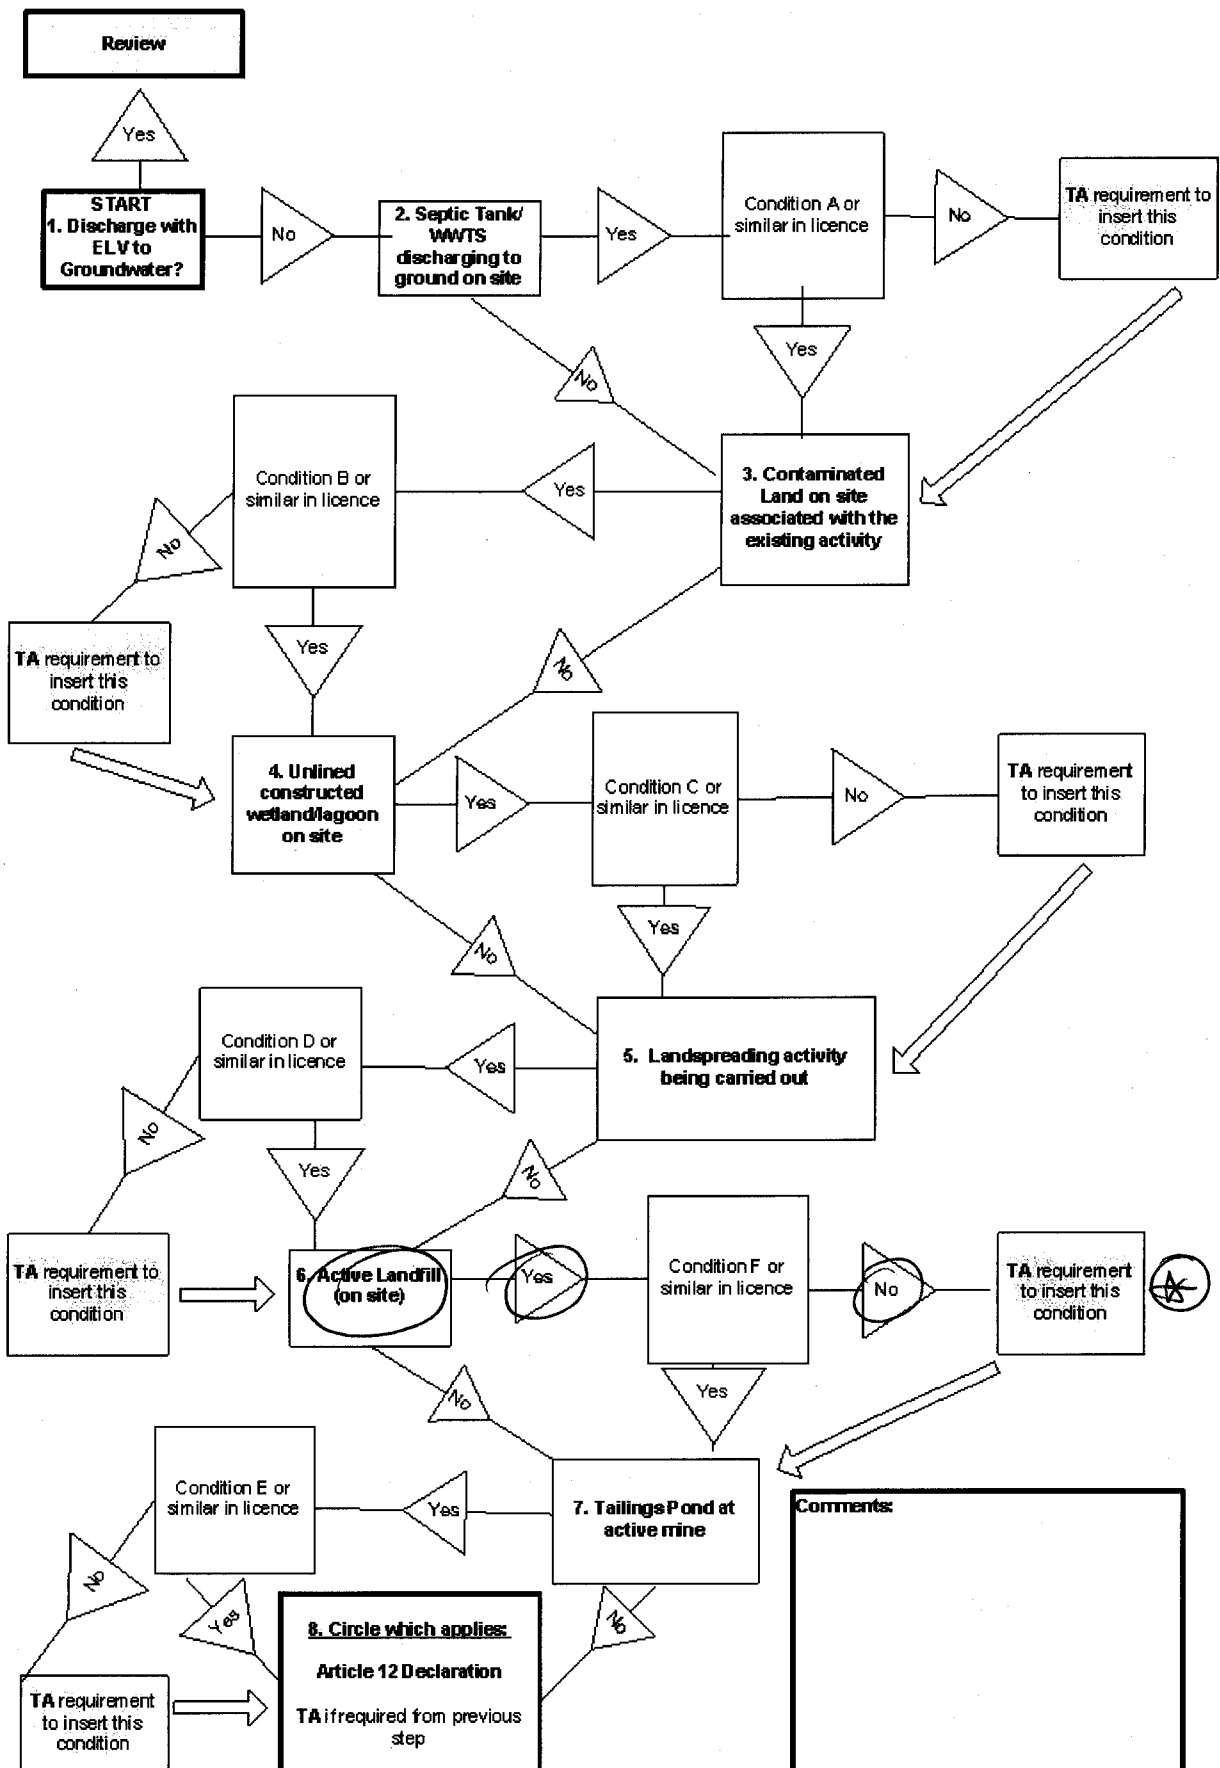 Review
Yes
START
1. Discharge with
ELV to
Groundwater?
No
2. Septic Tank/
WWTS
discharging to
ground on site
Yes
Condition A or
similar in licence
No
TA requirement to
insert this
condition
Yes
No
3. Contaminated
Land on site
associated with the
existing activity
Yes
Condition B or
similar in licence
No
TA requirement to
insert this
condition
Yes
No
4. Unlined
constructed
wetland/lagoon
on site
Yes
Condition C or
similar in licence
No
TA requirement
to insert this
condition
Yes
No
5. Landspreading activity
being carried out
Yes
Condition D or
similar in licence
No
TA requirement to
insert this
condition
Yes
No
6. Active Landfill
(on site)
Yes
Condition F or
similar in licence
No
TA requirement
to insert this
condition
Yes
No
7. Tailings Pond at
active mine
Yes
Condition E or
similar in licence
No
TA requirement
to insert this
condition
Yes
No
8. Circle which applies:
Article 12 Declaration
TA if required from previous
step
Comments: